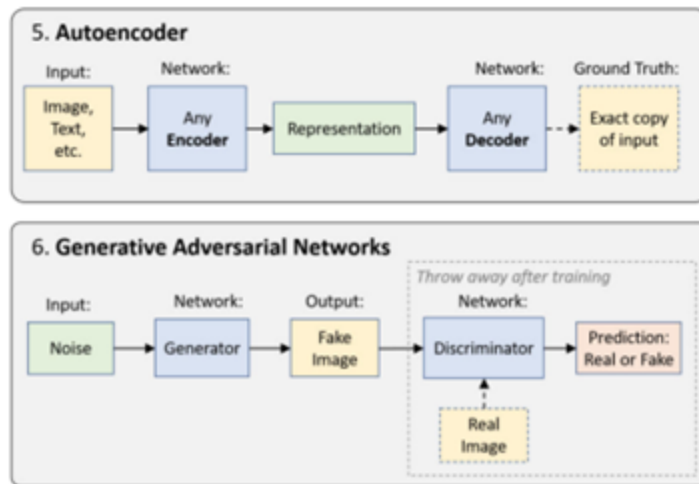 5. Autoencoder
Input:
Network:
Network:
Ground Truth:
Image,
Text,
etc.
Any
Encoder
Representation
Any
Decoder
Exact copy
of input
6. Generative Adversarial Networks
Throw away after training
Input:
Network:
Output:
Network:
Noise
Generator
Fake
Image
Discriminator
Prediction:
Real or Fake
Real
Image